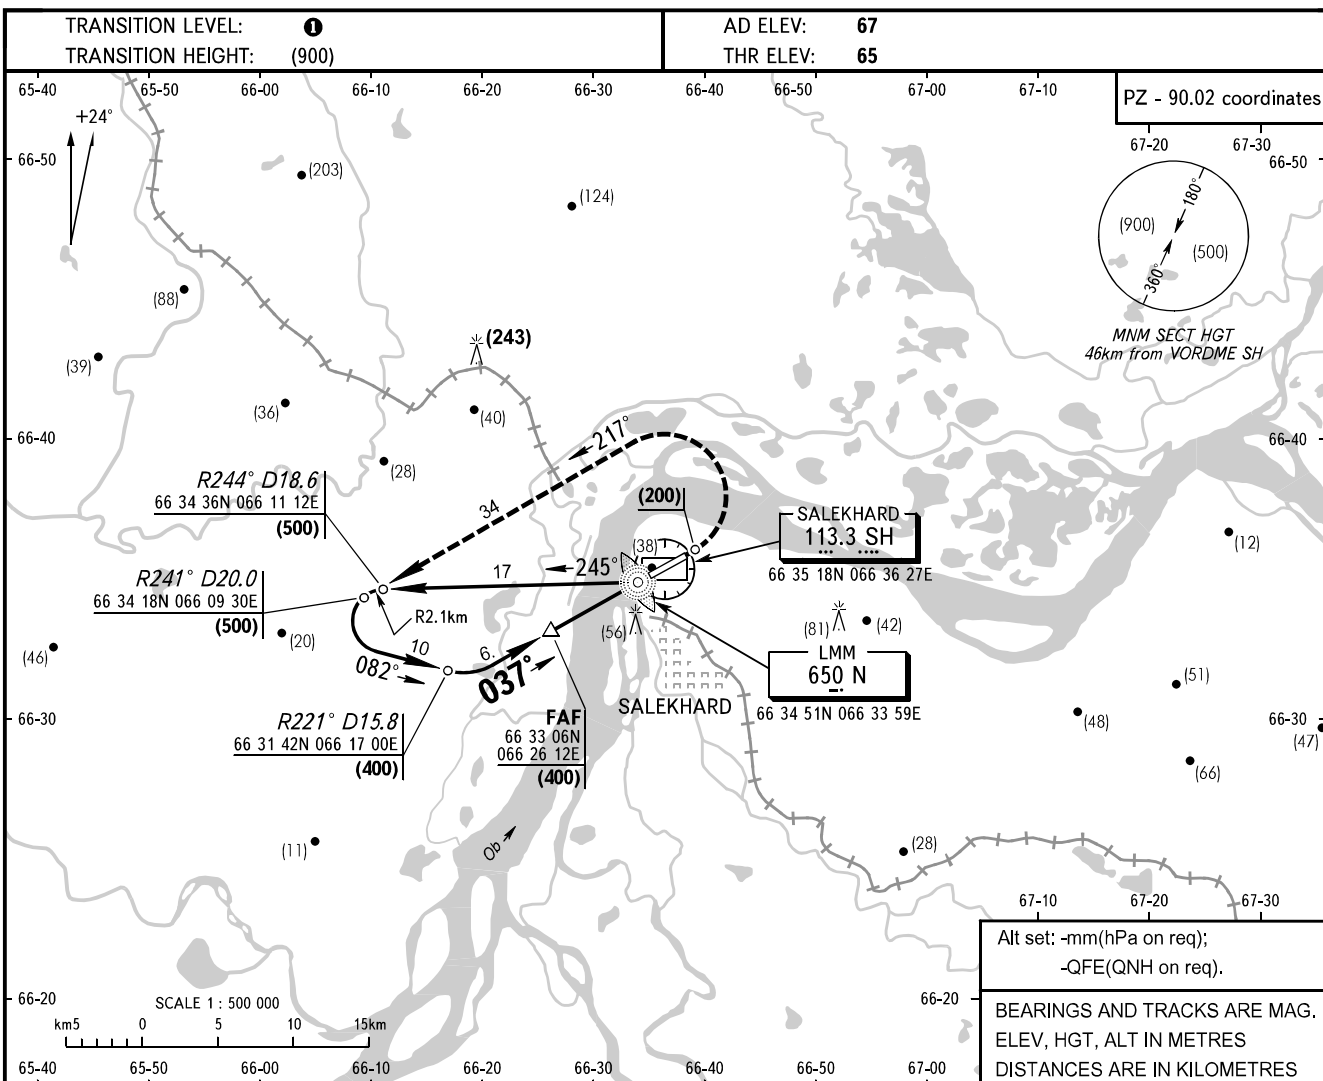 TRANSITION LEVEL: ❶
TRANSITION HEIGHT: (900)
AD ELEV: 67
THR ELEV: 65
65-40 65-50 66-00 66-10 66-20 66-30 66-40 66-50 67-00 67-10
PZ - 90.02 coordinates
67-20 67-30
+24°
66-50
66-50
(203)
(124)
180°
(900)
(500)
360°
MNM SECT HGT
46km from VORDME SH
(88)
(243)
(39)
(36)
(40)
66-40
66-40
217°
(28)
R244° D18.6
66 34 36N 066 11 12E
(500)
34
(200)
SALEKHARD
113.3 SH
66 35 18N 066 36 27E
(12)
(38)
R241° D20.0
66 34 18N 066 09 30E
(500)
17
245°
R2.1km
(20)
(46)
10
082°
6.
037°
(56)
(81)
(42)
LMM
650 N
66 34 51N 066 33 59E
SALEKHARD
(51)
(48)
66-30
66-30
(47)
(66)
R221° D15.8
66 31 42N 066 17 00E
(400)
FAF
66 33 06N
066 26 12E
(400)
(11)
Ob
(28)
67-10 67-20 67-30
Alt set: -mm(hPa on req);
-QFE(QNH on req).
66-20
66-20
SCALE 1 : 500 000
km5 0 5 10 15km
BEARINGS AND TRACKS ARE MAG.
ELEV, HGT, ALT IN METRES
DISTANCES ARE IN KILOMETRES
65-40 65-50 66-00 66-10 66-20 66-30 66-40 66-50 67-00